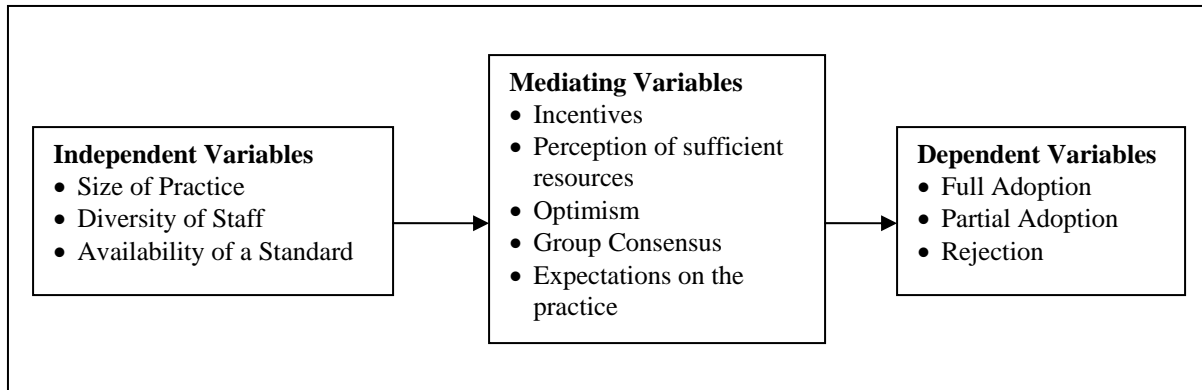 Independent Variables
• Size of Practice
• Diversity of Staff
• Availability of a Standard
Mediating Variables
• Incentives
• Perception of sufficient
resources
• Optimism
• Group Consensus
• Expectations on the
practice
Dependent Variables
• Full Adoption
• Partial Adoption
• Rejection